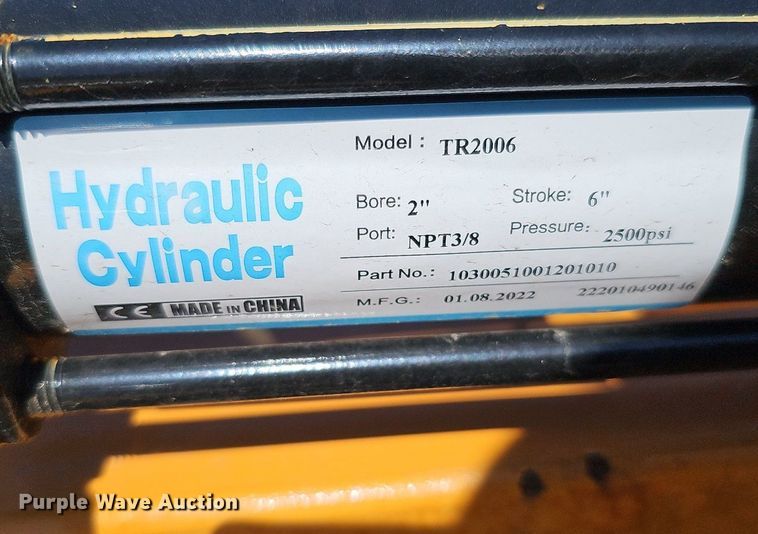 Hydraulic
Cylinder
CE MADE IN CHINA
Model : TR2006
Bore: 2" Stroke: 6"
Port: NPT3/8 Pressure: 2500psi
Part No.: 1030051001201010
M.F.G.: 01.08.2022 222010490146
Purple Wave Auction